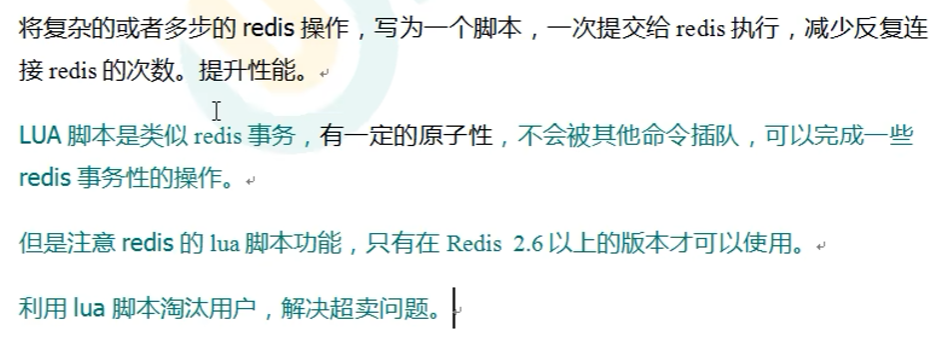 将复杂的或者多步的 redis 操作，写为一个脚本，一次提交给 redis 执行，减少反复连
接 redis 的次数。提升性能。
LUA 脚本是类似 redis 事务，有一定的原子性，不会被其他命令插队，可以完成一些
redis 事务性的操作。
但是注意 redis 的 lua 脚本功能，只有在 Redis 2.6 以上的版本才可以使用。
利用 lua 脚本淘汰用户，解决超卖问题。